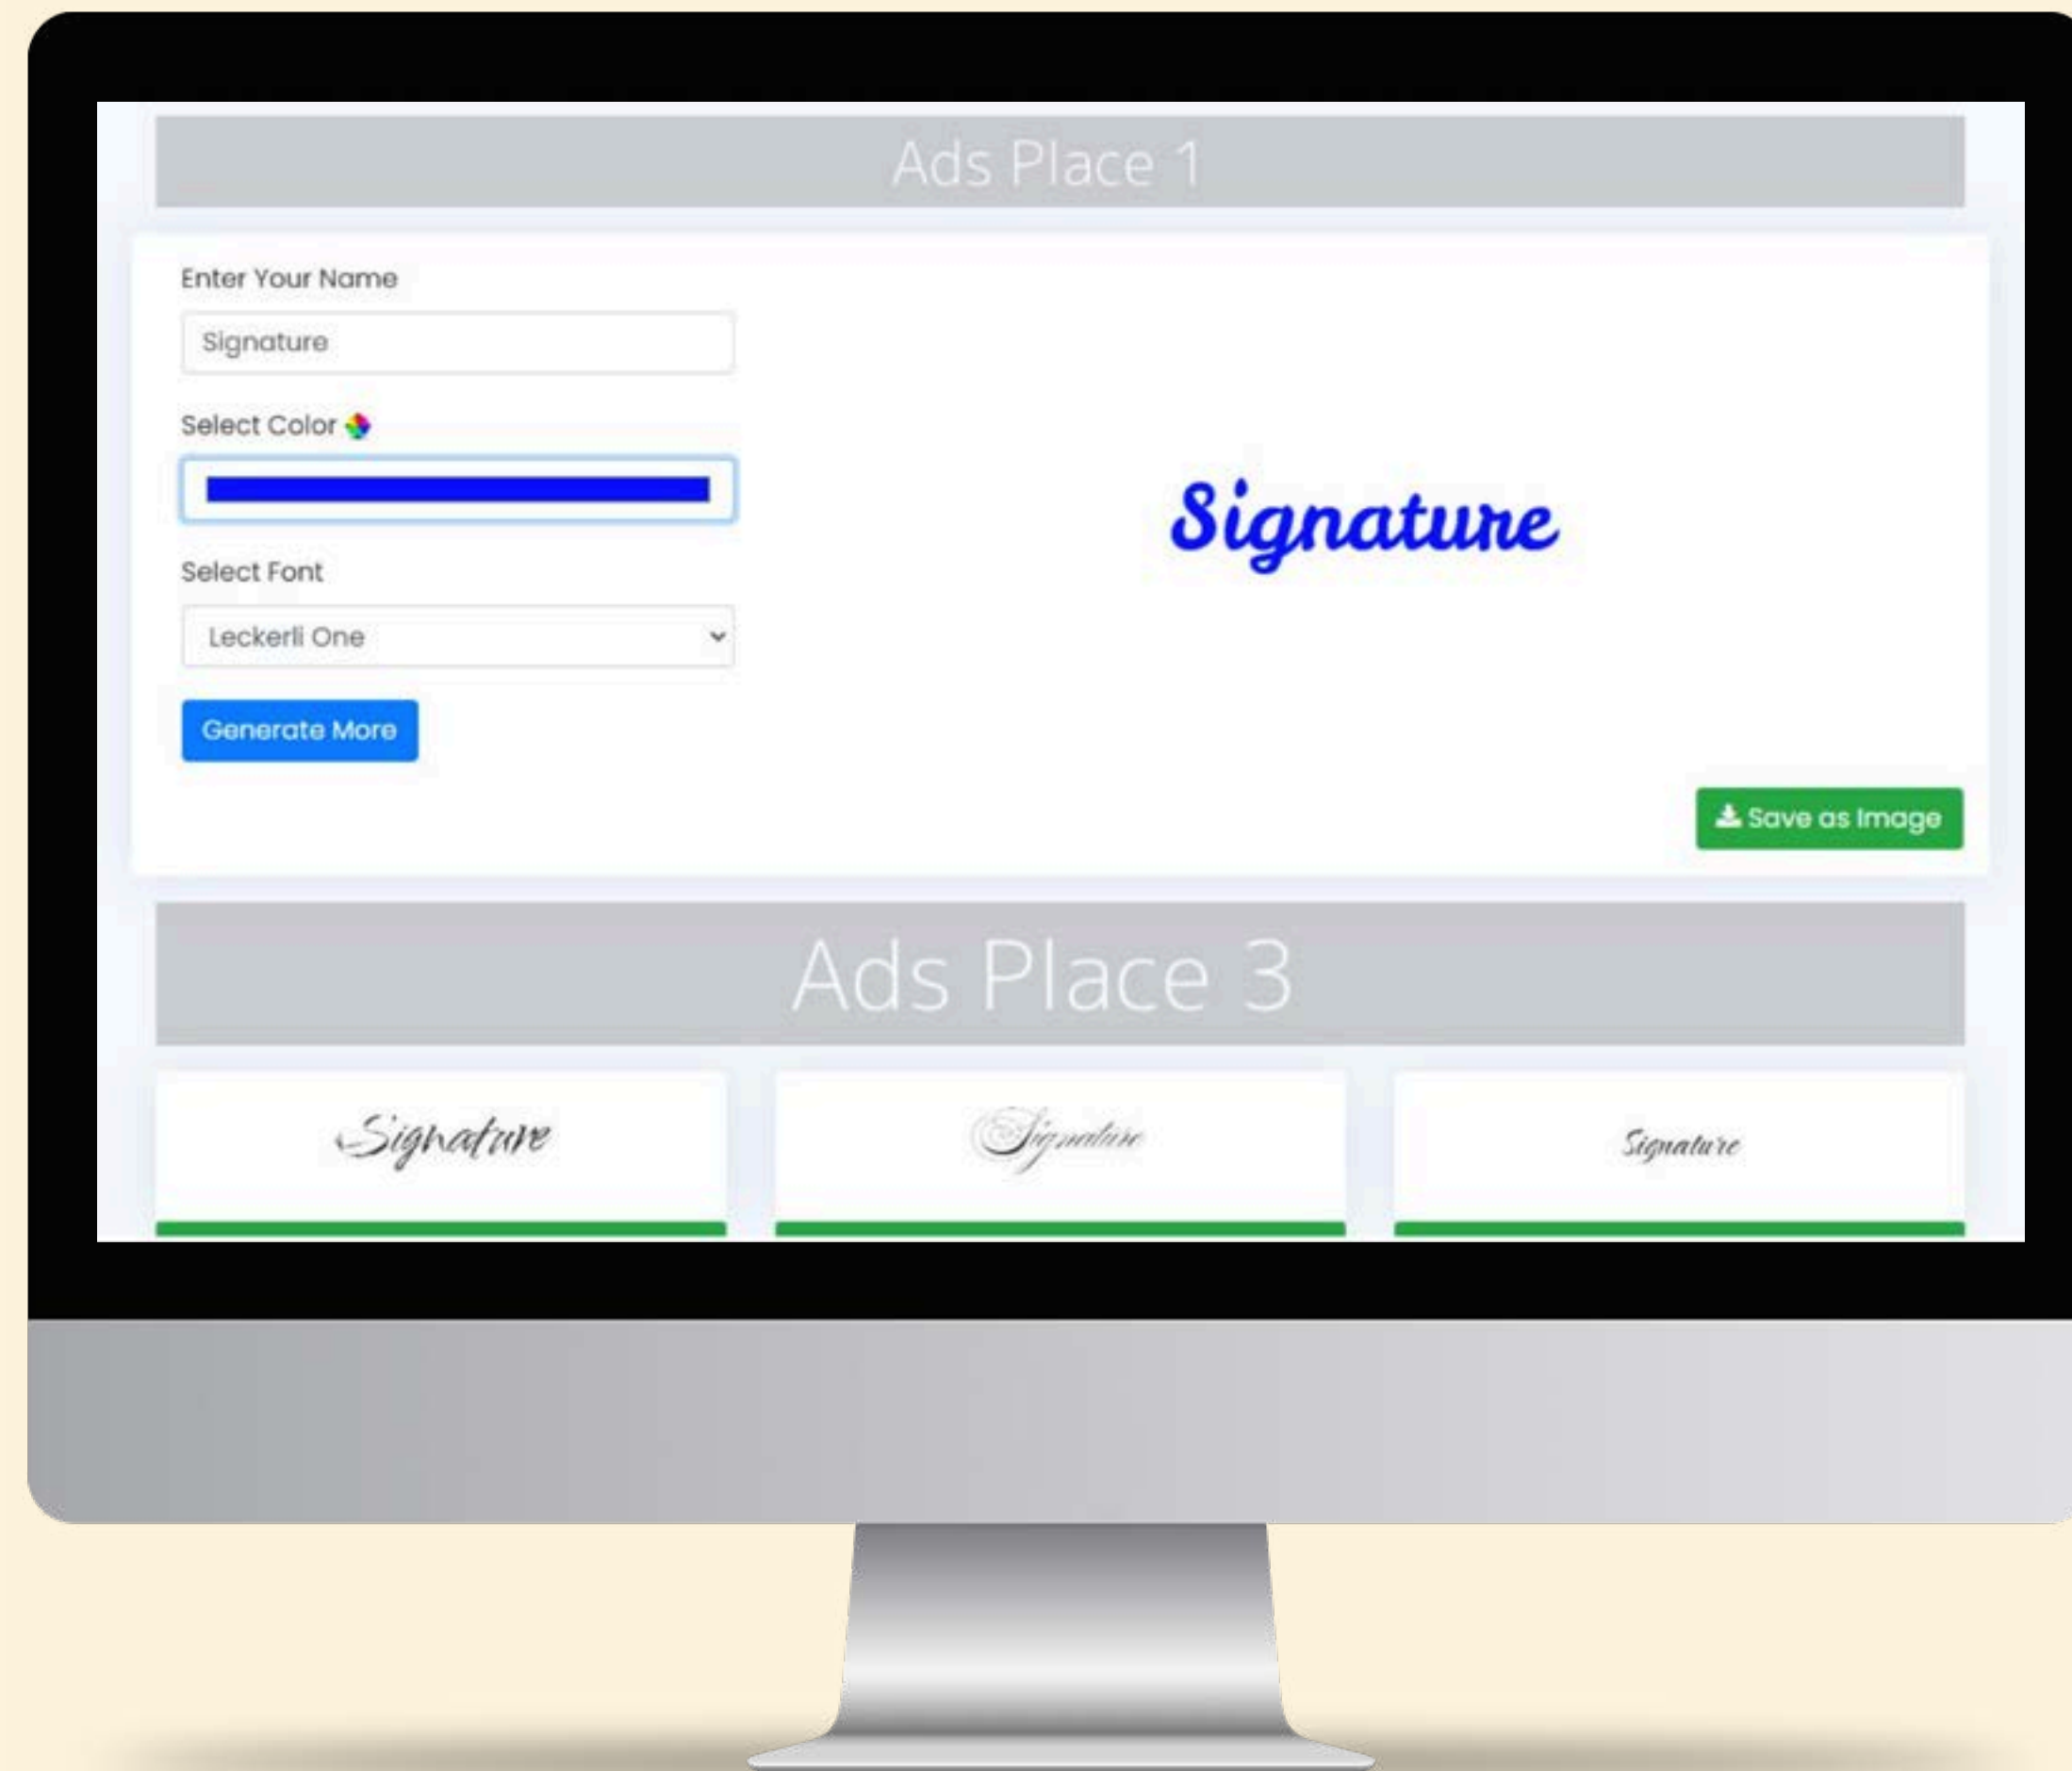 Ads Place 1
Enter Your Name
Signature
Select Color
Signature
Select Font
Leckerli One
Generate More
Save as Image
Ads Place 3
Signature Signature Signature